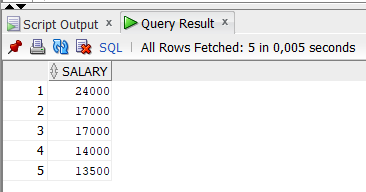 Script Output x Query Result x
SQL | All Rows Fetched: 5 in 0,005 seconds
SALARY
1 24000
2 17000
3 17000
4 14000
5 13500